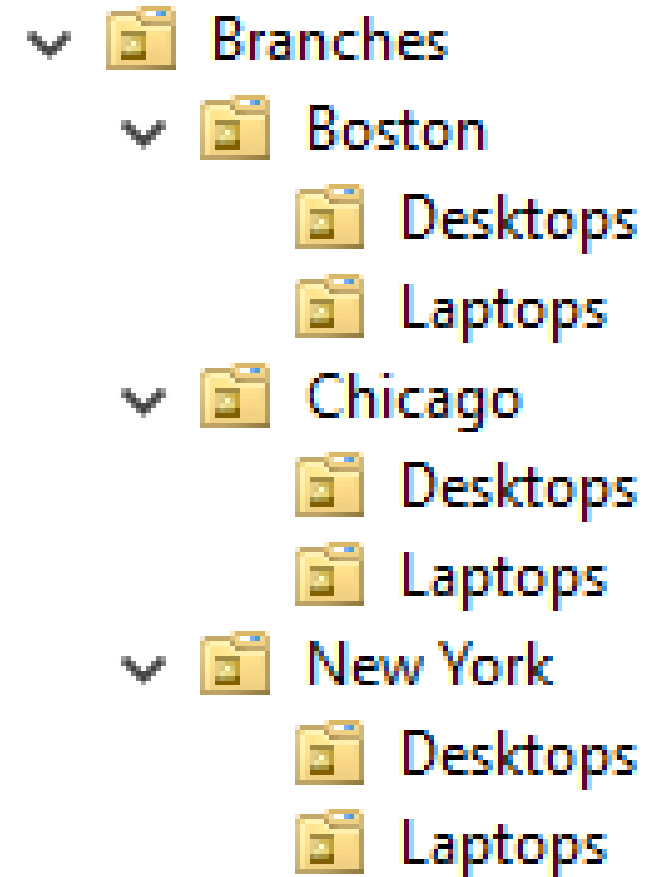 Branches
Boston
Desktops
Laptops
Chicago
Desktops
Laptops
New York
Desktops
Laptops